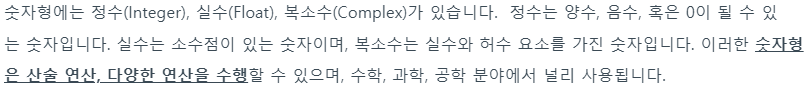 숫자형에는 정수(Integer), 실수(Float), 복소수(Complex)가 있습니다.  정수는 양수, 음수, 혹은 0이 될 수 있
는 숫자입니다. 실수는 소수점이 있는 숫자이며, 복소수는 실수와 허수 요소를 가진 숫자입니다. 이러한 숫자형
은 산술 연산, 다양한 연산을 수행할 수 있으며, 수학, 과학, 공학 분야에서 널리 사용됩니다.